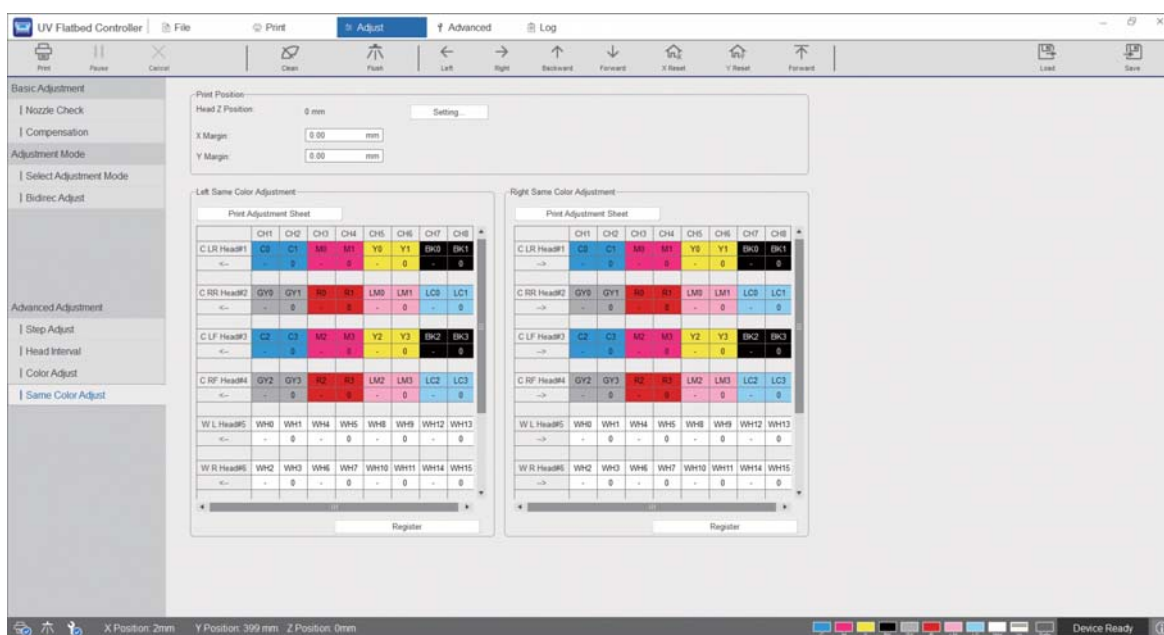 UV Flatbed Controller File Print Adjust Advanced Log
Print Pause Cancel Clean Flush Left Right Backward Forward X Reset Y Reset Forward Load Save
Basic Adjustment
Nozzle Check
Compensation
Adjustment Mode
Select Adjustment Mode
Bidirec Adjust
Advanced Adjustment
Step Adjust
Head Interval
Color Adjust
Same Color Adjust
Print Position
Head Z Position: 0 mm Setting...
X Margin: 0.00 mm
Y Margin: 0.00 mm
Left Same Color Adjustment
Print Adjustment Sheet
CH1 CH2 CH3 CH4 CH5 CH6 CH7 CH8
C LR Head#1 C0 C1 M0 M1 Y0 Y1 BK0 BK1
<-- - 0 - 0 - 0 - 0
C RR Head#2 GY0 GY1 R0 R1 LM0 LM1 LC0 LC1
<-- - 0 - 0 - 0 - 0
C LF Head#3 C2 C3 M2 M3 Y2 Y3 BK2 BK3
<-- - 0 - 0 - 0 - 0
C RF Head#4 GY2 GY3 R2 R3 LM2 LM3 LC2 LC3
<-- - 0 - 0 - 0 - 0
W L Head#5 WH0 WH1 WH4 WH5 WH8 WH9 WH12 WH13
<-- - 0 - 0 - 0 - 0
W R Head#6 WH2 WH3 WH6 WH7 WH10 WH11 WH14 WH15
<-- - 0 - 0 - 0 - 0
Register
Right Same Color Adjustment
Print Adjustment Sheet
CH1 CH2 CH3 CH4 CH5 CH6 CH7 CH8
C LR Head#1 C0 C1 M0 M1 Y0 Y1 BK0 BK1
--> - 0 - 0 - 0 - 0
C RR Head#2 GY0 GY1 R0 R1 LM0 LM1 LC0 LC1
--> - 0 - 0 - 0 - 0
C LF Head#3 C2 C3 M2 M3 Y2 Y3 BK2 BK3
--> - 0 - 0 - 0 - 0
C RF Head#4 GY2 GY3 R2 R3 LM2 LM3 LC2 LC3
--> - 0 - 0 - 0 - 0
W L Head#5 WH0 WH1 WH4 WH5 WH8 WH9 WH12 WH13
--> - 0 - 0 - 0 - 0
W R Head#6 WH2 WH3 WH6 WH7 WH10 WH11 WH14 WH15
--> - 0 - 0 - 0 - 0
Register
X Position: 2mm Y Position: 399 mm Z Position: 0mm Device Ready